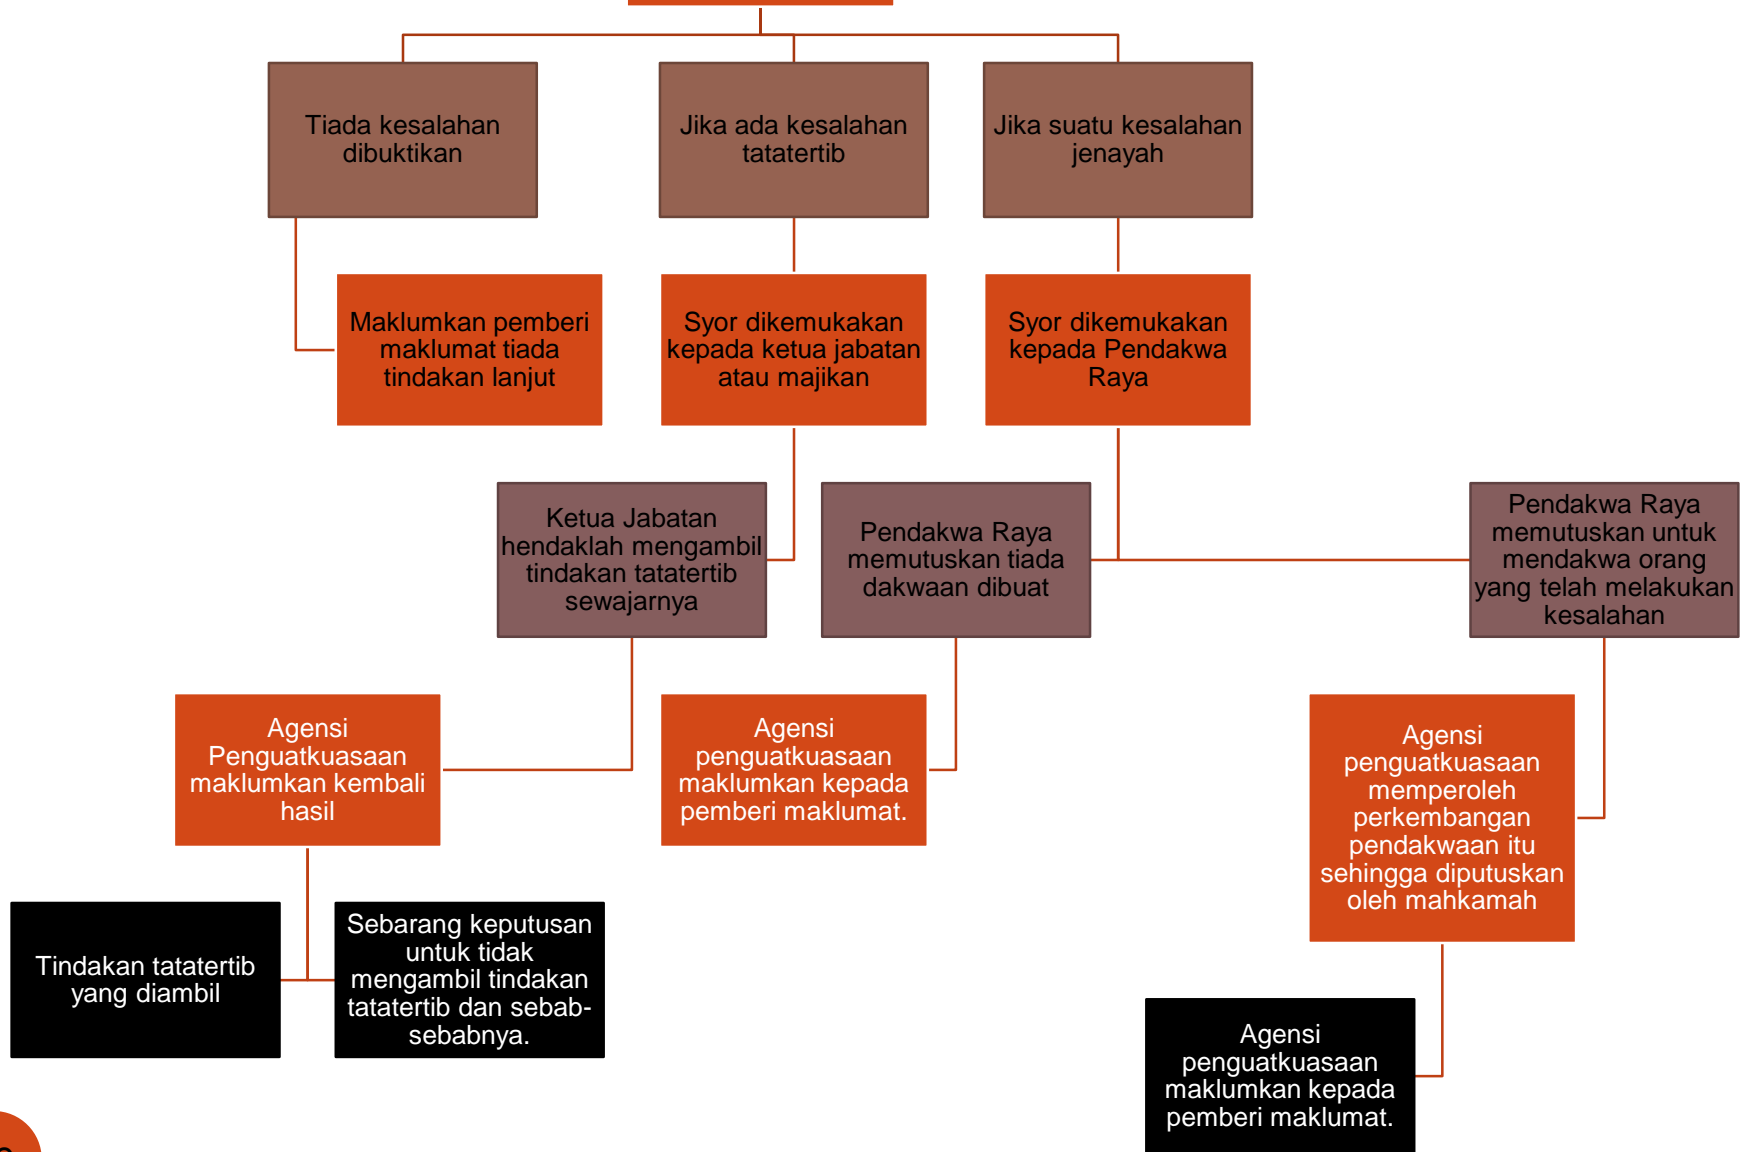 Tiada kesalahan
dibuktikan
Jika ada kesalahan
tatatertib
Jika suatu kesalahan
jenayah
Maklumkan pemberi
maklumat tiada
tindakan lanjut
Syor dikemukakan
kepada ketua jabatan
atau majikan
Syor dikemukakan
kepada Pendakwa
Raya
Ketua Jabatan
hendaklah mengambil
tindakan tatatertib
sewajarnya
Pendakwa Raya
memutuskan tiada
dakwaan dibuat
Pendakwa Raya
memutuskan untuk
mendakwa orang
yang telah melakukan
kesalahan
Agensi
Penguatkuasaan
maklumkan kembali
hasil
Agensi
penguatkuasaan
maklumkan kepada
pemberi maklumat.
Agensi
penguatkuasaan
memperoleh
perkembangan
pendakwaan itu
sehingga diputuskan
oleh mahkamah
Tindakan tatatertib
yang diambil
Sebarang keputusan
untuk tidak
mengambil tindakan
tatatertib dan sebab-
sebabnya.
Agensi
penguatkuasaan
maklumkan kepada
pemberi maklumat.